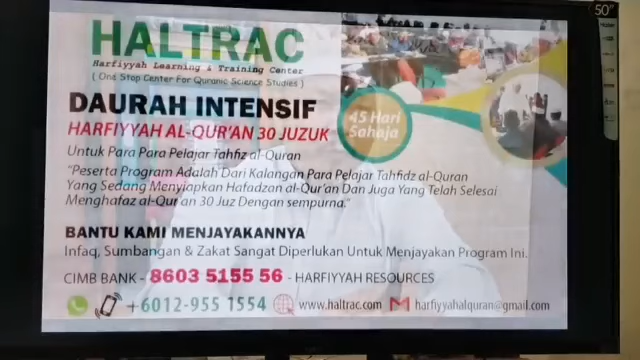 50"
HALTRAC
Harfiyyah Learning & Training Center
( One Stop Center For Quranic Science Studies )
DAURAH INTENSIF
HARFIYYAH AL-QUR'AN 30 JUZUK
45 Hari
Sahaja
Untuk Para Para Pelajar Tahfiz al-Quran
"Peserta Program Adalah Dari Kalangan Para Pelajar Tahfidz al-Quran
Yang Sedang Menyiapkan Hafadzan al-Qur'an Dan Juga Yang Telah Selesai
Menghafaz al-Qur'an 30 Juz Dengan sempurna."
BANTU KAMI MENJAYAKANNYA
Infaq, Sumbangan & Zakat Sangat Diperlukan Untuk Menjayakan Program Ini.
CIMB BANK - 8603 5155 56 - HARFIYYAH RESOURCES
+6012-955 1554 www.haltrac.com harfiyyahalquran@gmail.com